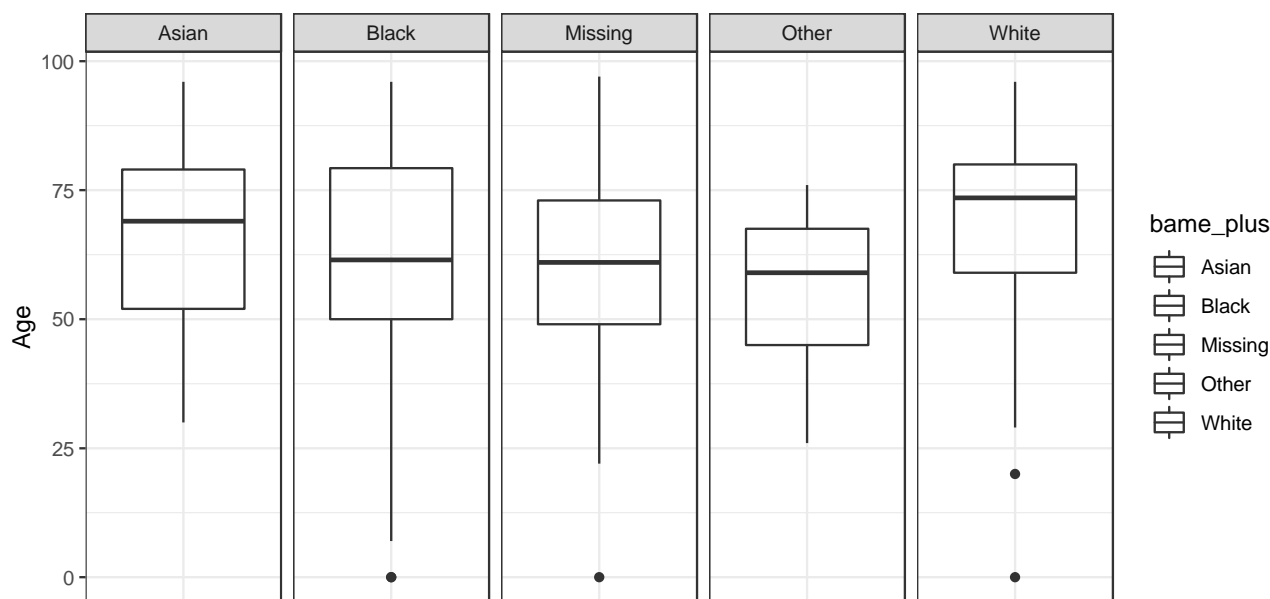 Asian
Black
Missing
Other
White
100
75
50
25
0
Age
bame_plus
Asian
Black
Missing
Other
White